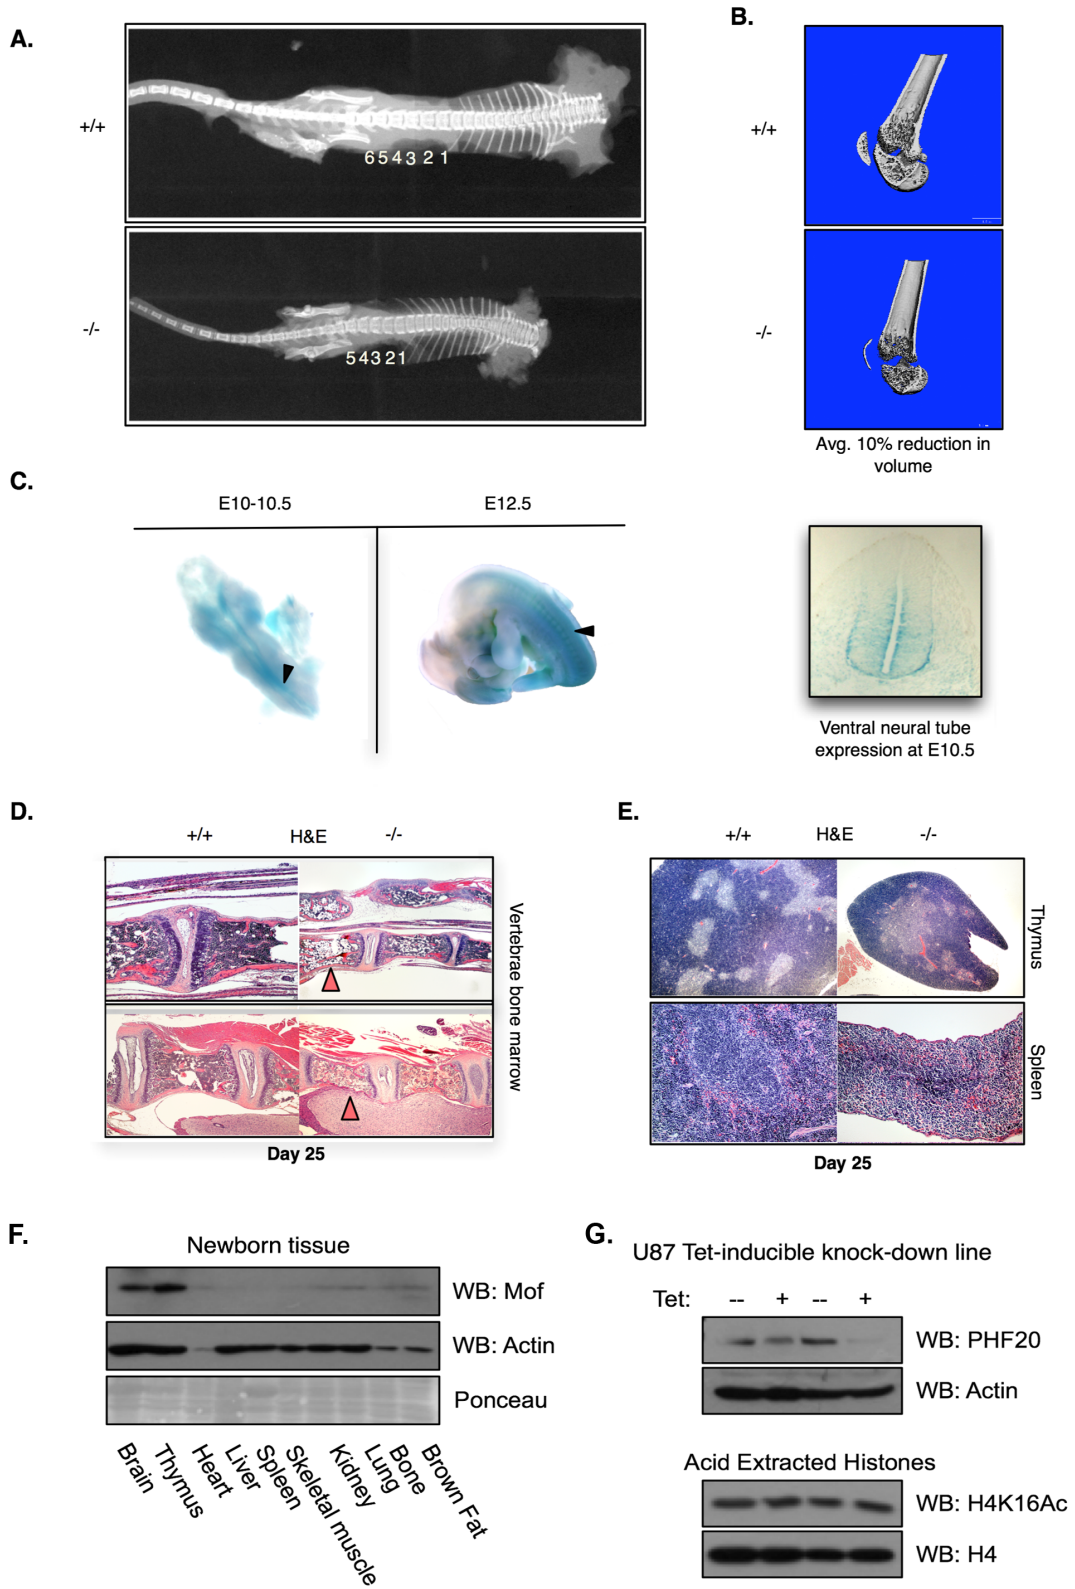 A.
+/+
6 5 4 3 2 1
-/-
5 4 3 2 1
B.
+/+
-/-
Avg. 10% reduction in
volume
C.
E10-10.5
E12.5
Ventral neural tube
expression at E10.5
D.
+/+ H&E -/-
Vertebrae bone marrow
Day 25
E.
+/+ H&E -/-
Thymus
Spleen
Day 25
F.
Newborn tissue
WB: Mof
WB: Actin
Ponceau
Brain
Thymus
Heart
Liver
Spleen
Skeletal muscle
Kidney
Lung
Bone
Brown Fat
G.
U87 Tet-inducible knock-down line
Tet: -- + -- +
WB: PHF20
WB: Actin
Acid Extracted Histones
WB: H4K16Ac
WB: H4